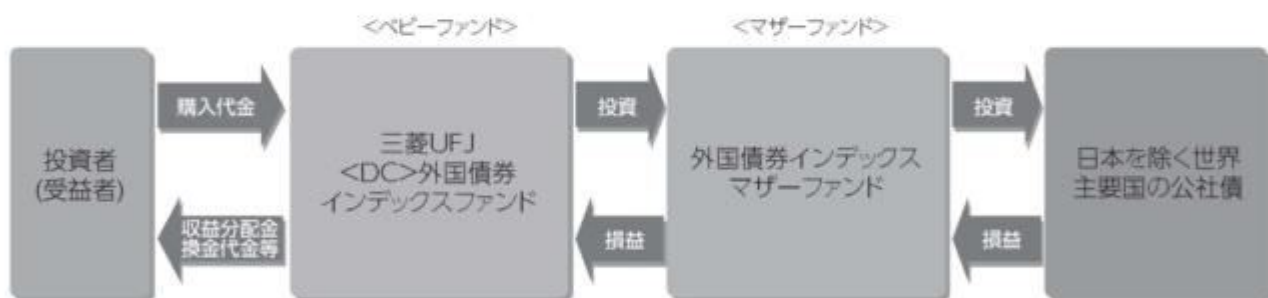 <ベビーファンド>
<マザーファンド>
投資者
(受益者)
購入代金
収益分配金
換金代金等
三菱UFJ
<DC>外国債券
インデックスファンド
投資
損益
外国債券インデックス
マザーファンド
投資
損益
日本を除く世界
主要国の公社債